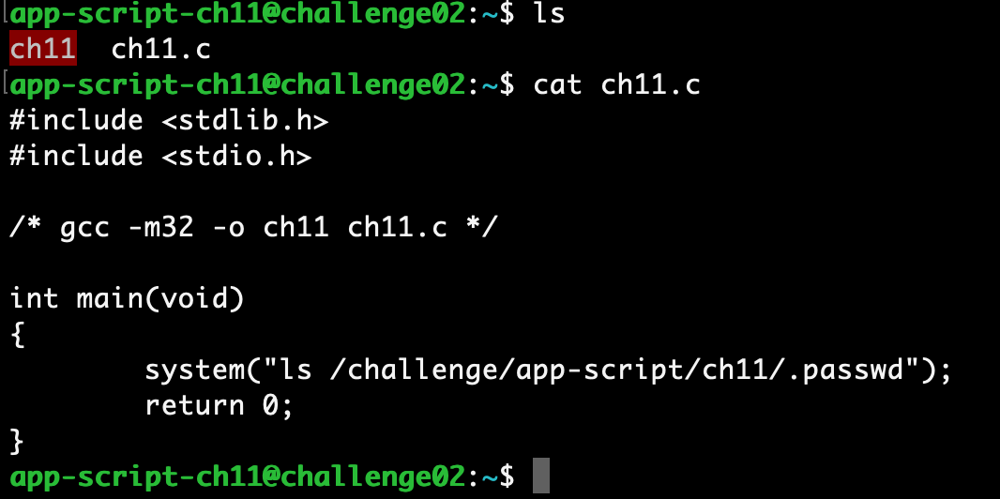 app-script-ch11@challenge02:~$ ls
ch11  ch11.c
app-script-ch11@challenge02:~$ cat ch11.c
#include <stdlib.h>
#include <stdio.h>

/* gcc -m32 -o ch11 ch11.c */

int main(void)
{
        system("ls /challenge/app-script/ch11/.passwd");
        return 0;
}
app-script-ch11@challenge02:~$